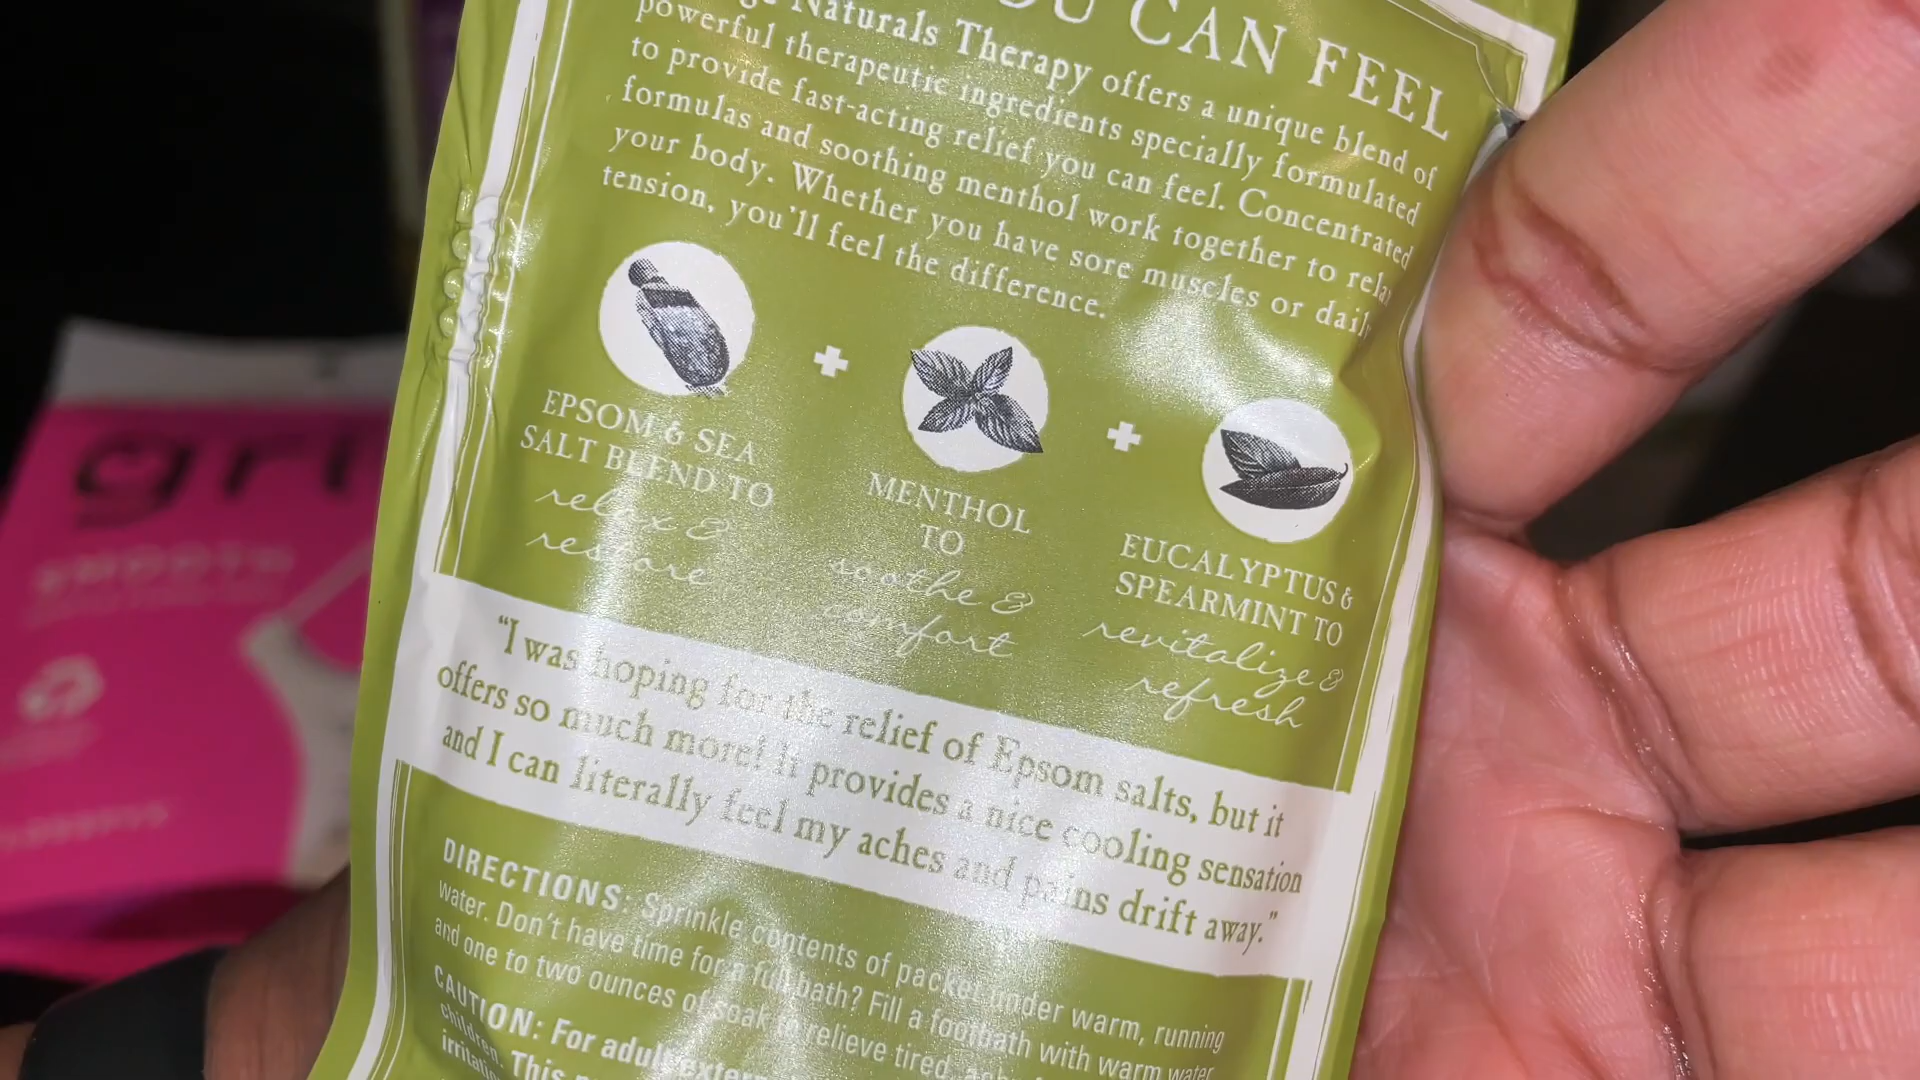 OU CAN FEEL
Naturals Therapy offers a unique blend of
powerful therapeutic ingredients specially formulated
to provide fast-acting relief you can feel. Concentrated
formulas and soothing menthol work together to rela
your body. Whether you have sore muscles or dail
tension, you'll feel the difference.
EPSOM & SEA
SALT BLEND TO
relax &
restore
MENTHOL
TO
soothe &
comfort
EUCALYPTUS &
SPEARMINT TO
revitalize &
refresh
"I was hoping for the relief of Epsom salts, but it
offers so much more! It provides a nice cooling sensation
and I can literally feel my aches and pains drift away."
DIRECTIONS: Sprinkle contents of packet under warm, running
water. Don't have time for a full bath? Fill a footbath with warm water
and one to two ounces of soak to relieve tired,
CAUTION: For adult external
children.
This
gri
SMOOTH